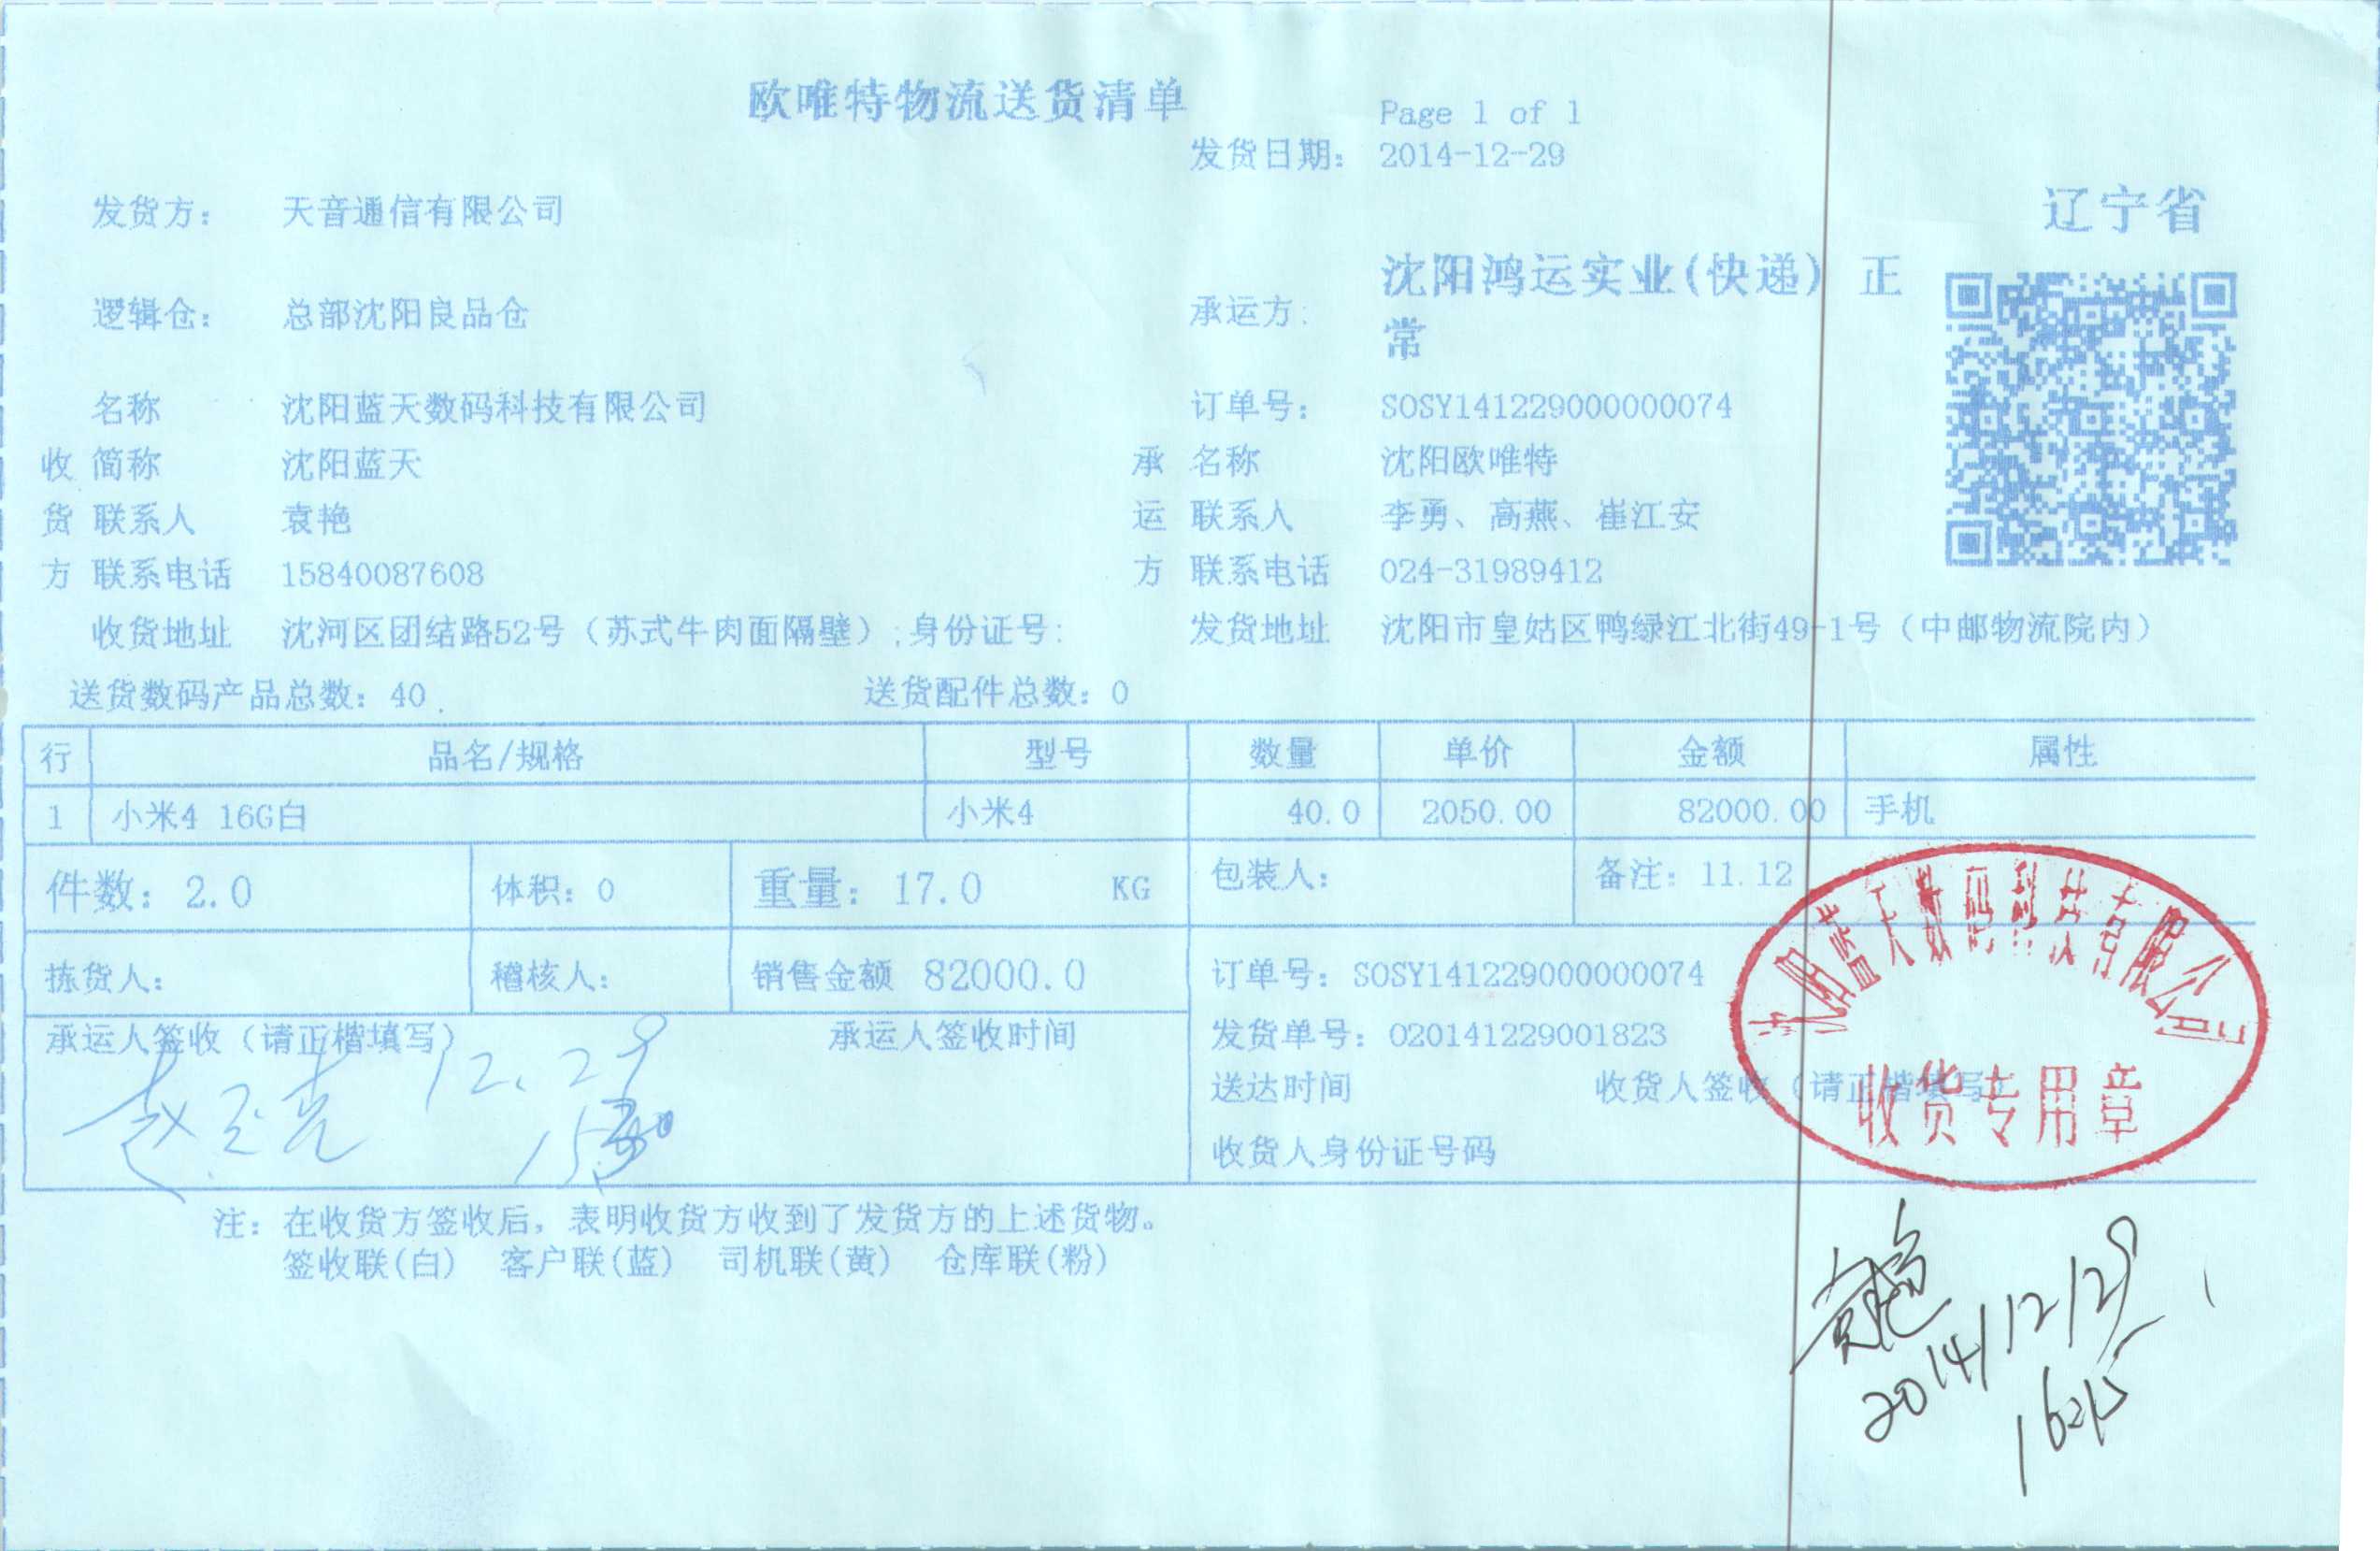 欧唯特物流送货清单
Page 1 of 1
发货日期: 2014-12-29
发货方: 天音通信有限公司
辽宁省
逻辑仓: 总部沈阳良品仓
承运方: 沈阳鸿运实业(快递) 正常
名称 沈阳蓝天数码科技有限公司
订单号: SOSY141229000000074
收 简称 沈阳蓝天
承 名称 沈阳欧唯特
货 联系人 袁艳
运 联系人 李勇、高燕、崔江安
方 联系电话 15840087608
方 联系电话 024-31989412
收货地址 沈河区团结路52号（苏式牛肉面隔壁）;身份证号:
发货地址 沈阳市皇姑区鸭绿江北街49-1号（中邮物流院内）
送货数码产品总数: 40
送货配件总数: 0
行 品名/规格 型号 数量 单价 金额 属性
1 小米4 16G白 小米4 40.0 2050.00 82000.00 手机
件数: 2.0 体积: 0 重量: 17.0 KG 包装人: 备注: 11.12
拣货人: 稽核人: 销售金额 82000.0
订单号: SOSY141229000000074
承运人签收（请正楷填写） 承运人签收时间
发货单号: O20141229001823
12.29
送达时间 收货人签收（请正楷填写）
收货人身份证号码
沈阳蓝天数码科技有限公司
收货专用章
注: 在收货方签收后，表明收货方收到了发货方的上述货物。
签收联(白) 客户联(蓝) 司机联(黄) 仓库联(粉)
袁艳
2014/12/29